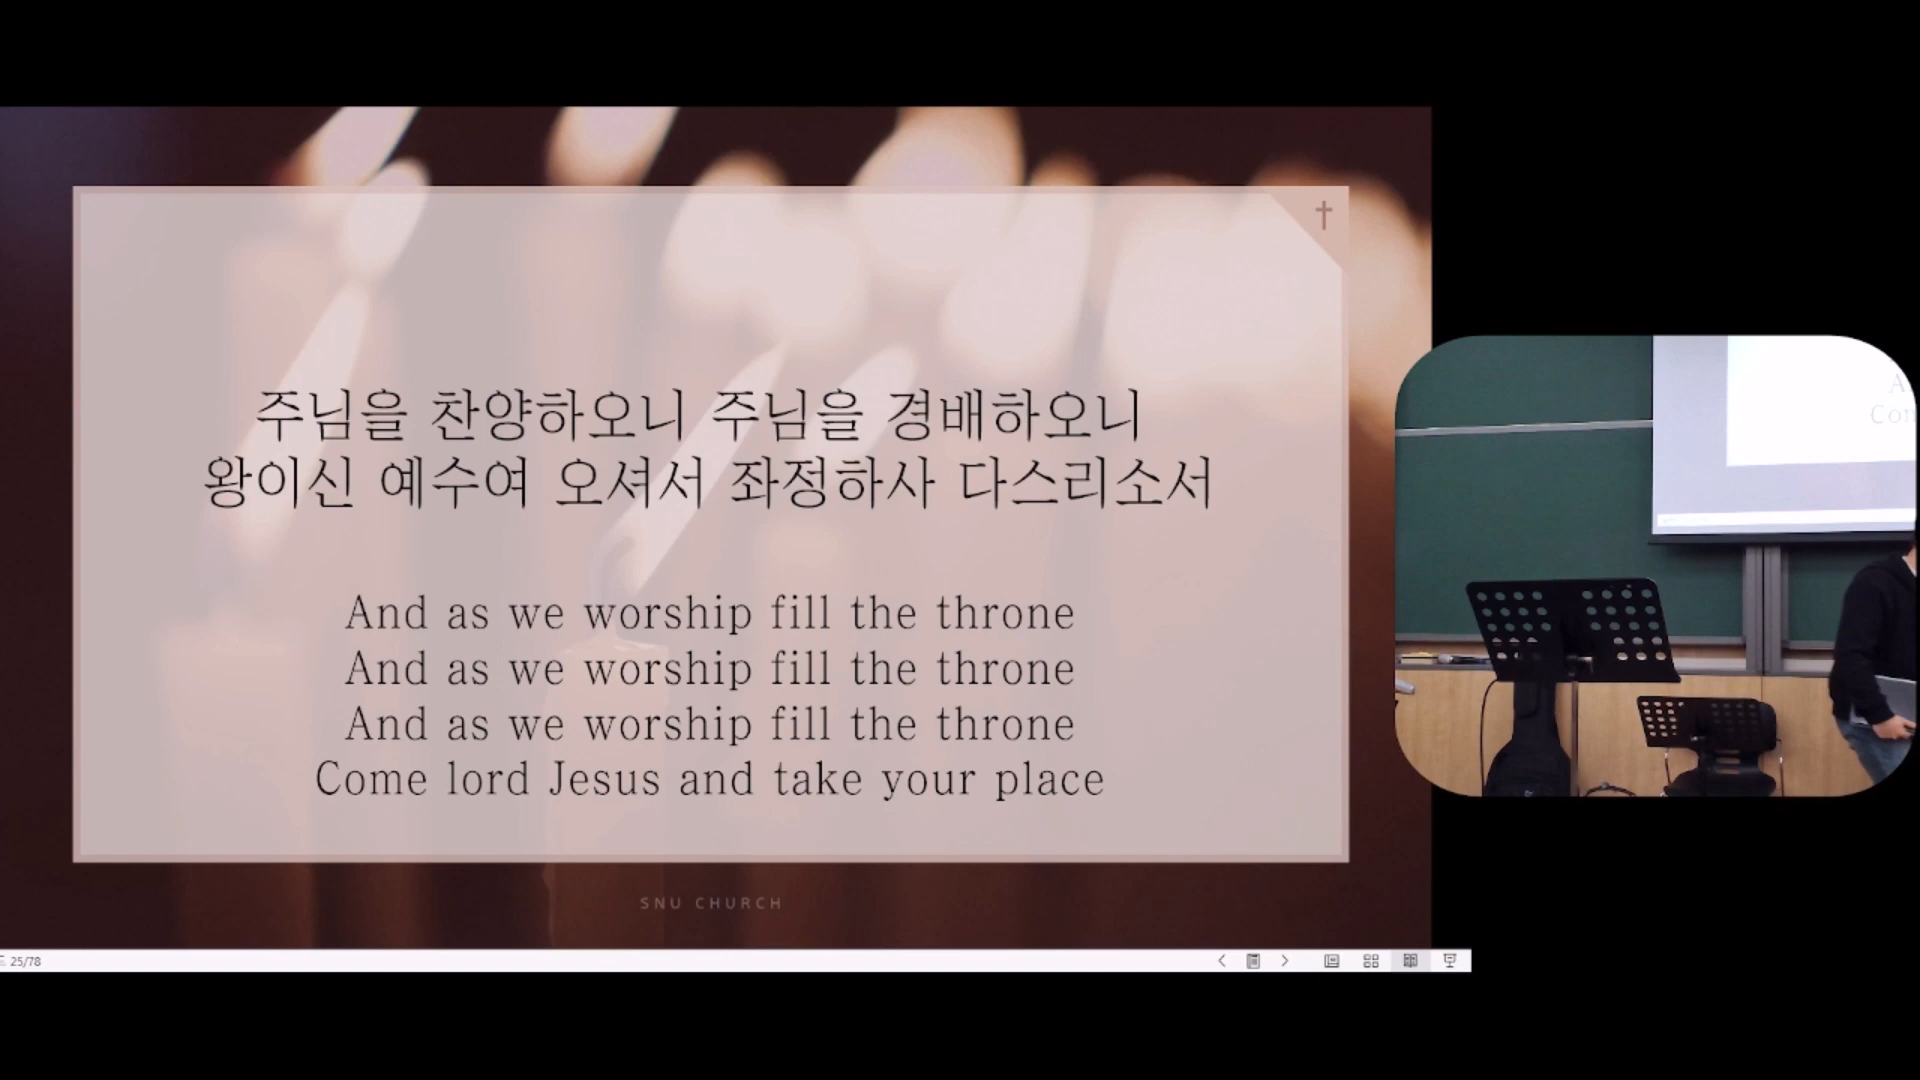 주님을 찬양하오니 주님을 경배하오니
왕이신 예수여 오셔서 좌정하사 다스리소서
And as we worship fill the throne
And as we worship fill the throne
And as we worship fill the throne
Come lord Jesus and take your place
SNU CHURCH
25/78